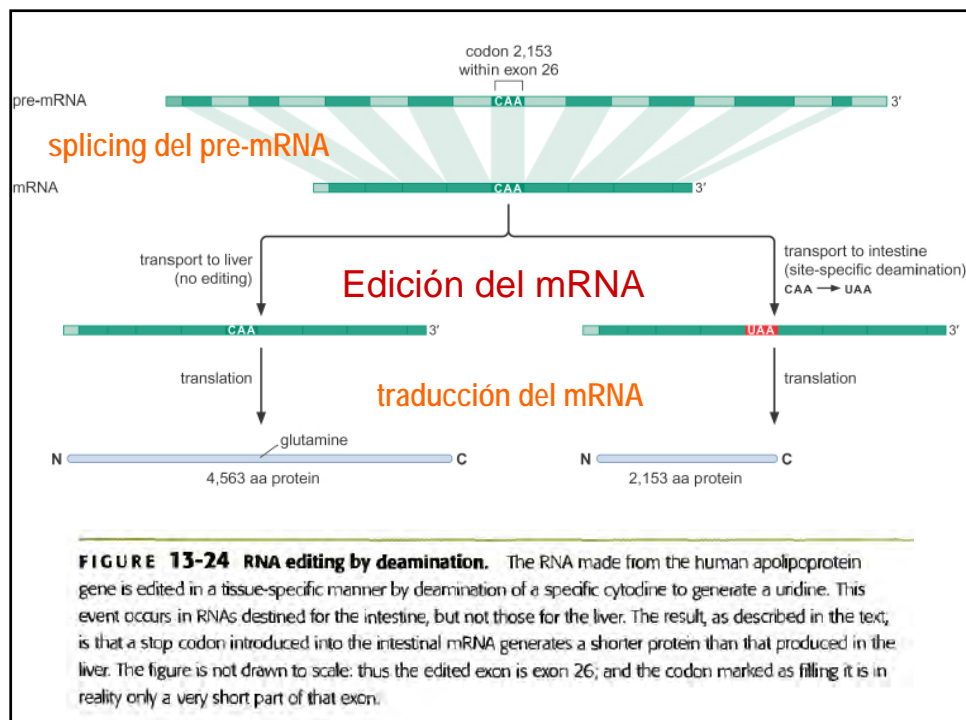 codon 2,153
within exon 26
pre-mRNA
CAA
3′
splicing del pre-mRNA
mRNA
CAA
3′
transport to liver
(no editing)
transport to intestine
(site-specific deamination)
CAA → UAA
Edición del mRNA
CAA
3′
UAA
3′
translation
traducción del mRNA
translation
glutamine
N
C
N
C
4,563 aa protein
2,153 aa protein
FIGURE 13-24 RNA editing by deamination. The RNA made from the human apolipoprotein
gene is edited in a tissue-specific manner by deamination of a specific cytodine to generate a uridine. This
event occurs in RNAs destined for the intestine, but not those for the liver. The result, as described in the text,
is that a stop codon introduced into the intestinal mRNA generates a shorter protein than that produced in the
liver. The figure is not drawn to scale: thus the edited exon is exon 26; and the codon marked as filling it is in
reality only a very short part of that exon.